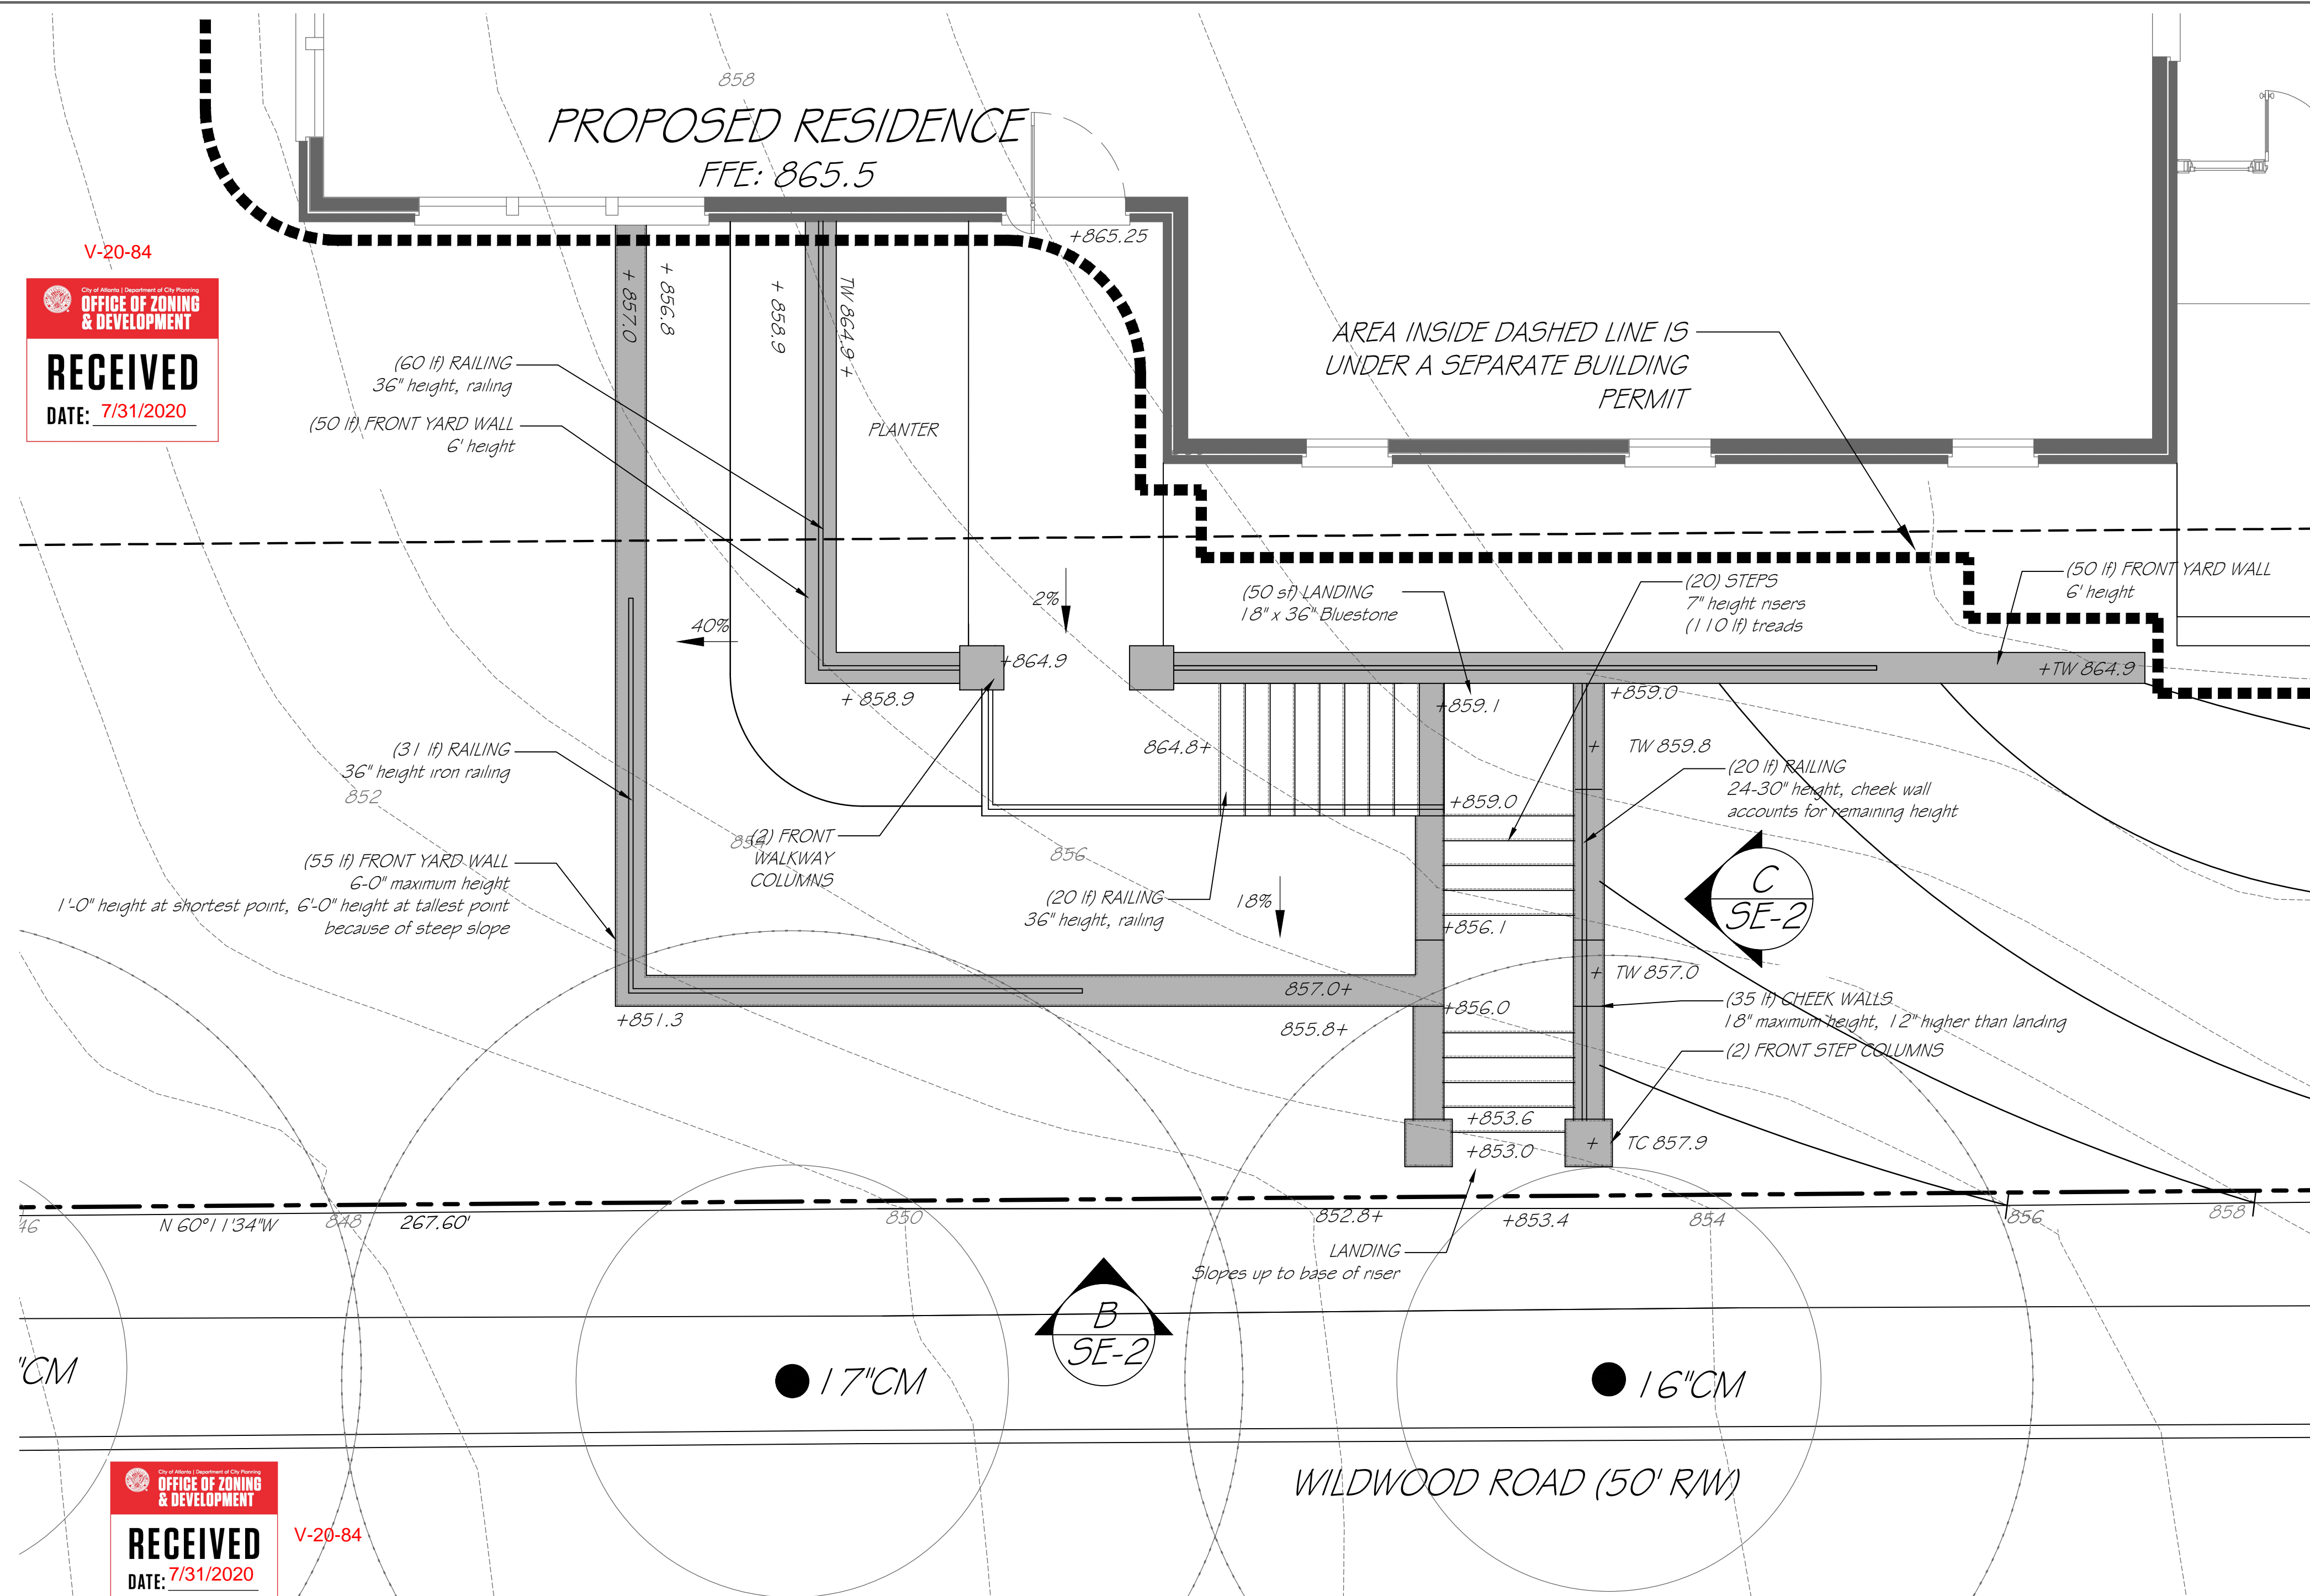 858
PROPOSED RESIDENCE
FFE: 865.5
+865.25
V-20-84
City of Atlanta | Department of City Planning
OFFICE OF ZONING
& DEVELOPMENT
RECEIVED
DATE: 7/31/2020
+ 857.0
+ 856.8
+ 858.9
TW 864.9 +
AREA INSIDE DASHED LINE IS
UNDER A SEPARATE BUILDING
PERMIT
(60 lf) RAILING
36" height, railing
(50 lf) FRONT YARD WALL
6' height
PLANTER
2%
40%
(50 sf) LANDING
18" x 36" Bluestone
(20) STEPS
7" height risers
(110 lf) treads
(50 lf) FRONT YARD WALL
6' height
+864.9
+TW 864.9
+ 858.9
+859.1
+859.0
864.8+
+ TW 859.8
(31 lf) RAILING
36" height iron railing
852
(20 lf) RAILING
24-30" height, cheek wall
accounts for remaining height
+859.0
854
(2) FRONT
WALKWAY
COLUMNS
856
(55 lf) FRONT YARD WALL
6-0" maximum height
1'-0" height at shortest point, 6'-0" height at tallest point
because of steep slope
(20 lf) RAILING
36" height, railing
18%
C
SE-2
+856.1
+ TW 857.0
857.0+
+856.0
(35 lf) CHEEK WALLS
18" maximum height, 12" higher than landing
+851.3
855.8+
(2) FRONT STEP COLUMNS
+853.6
+853.0
+ TC 857.9
46
N 60°11'34"W
848
267.60'
850
852.8+
+853.4
854
856
858
LANDING
Slopes up to base of riser
B
SE-2
"CM
17"CM
16"CM
WILDWOOD ROAD (50' R/W)
City of Atlanta | Department of City Planning
OFFICE OF ZONING
& DEVELOPMENT
RECEIVED
DATE: 7/31/2020
V-20-84